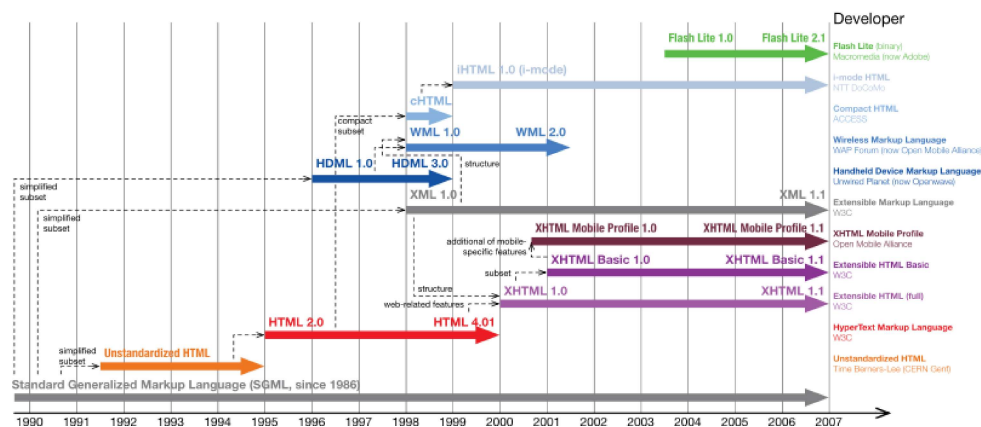 Developer
Flash Lite 1.0 Flash Lite 2.1
Flash Lite (binary)
Macromedia (now Adobe)
iHTML 1.0 (i-mode)
i-mode HTML
NTT DoCoMo
cHTML
compact
subset
Compact HTML
ACCESS
WML 1.0 WML 2.0
Wireless Markup Language
WAP Forum (now Open Mobile Alliance)
HDML 1.0 HDML 3.0
structure
Handheld Device Markup Language
Unwired Planet (now Openwave)
simplified
subset
XML 1.0 XML 1.1
Extensible Markup Language
W3C
simplified
subset
XHTML Mobile Profile 1.0 XHTML Mobile Profile 1.1
XHTML Mobile Profile
Open Mobile Alliance
additional of mobile-
specific features
XHTML Basic 1.0 XHTML Basic 1.1
Extensible HTML Basic
W3C
subset
structure
XHTML 1.0 XHTML 1.1
Extensible HTML (full)
W3C
web-related features
HTML 2.0 HTML 4.01
HyperText Markup Language
W3C
simplified
subset
Unstandardized HTML
Unstandardized HTML
Time Berners-Lee (CERN Genf)
Standard Generalized Markup Language (SGML, since 1986)
1990 1991 1992 1993 1994 1995 1996 1997 1998 1999 2000 2001 2002 2003 2004 2005 2006 2007